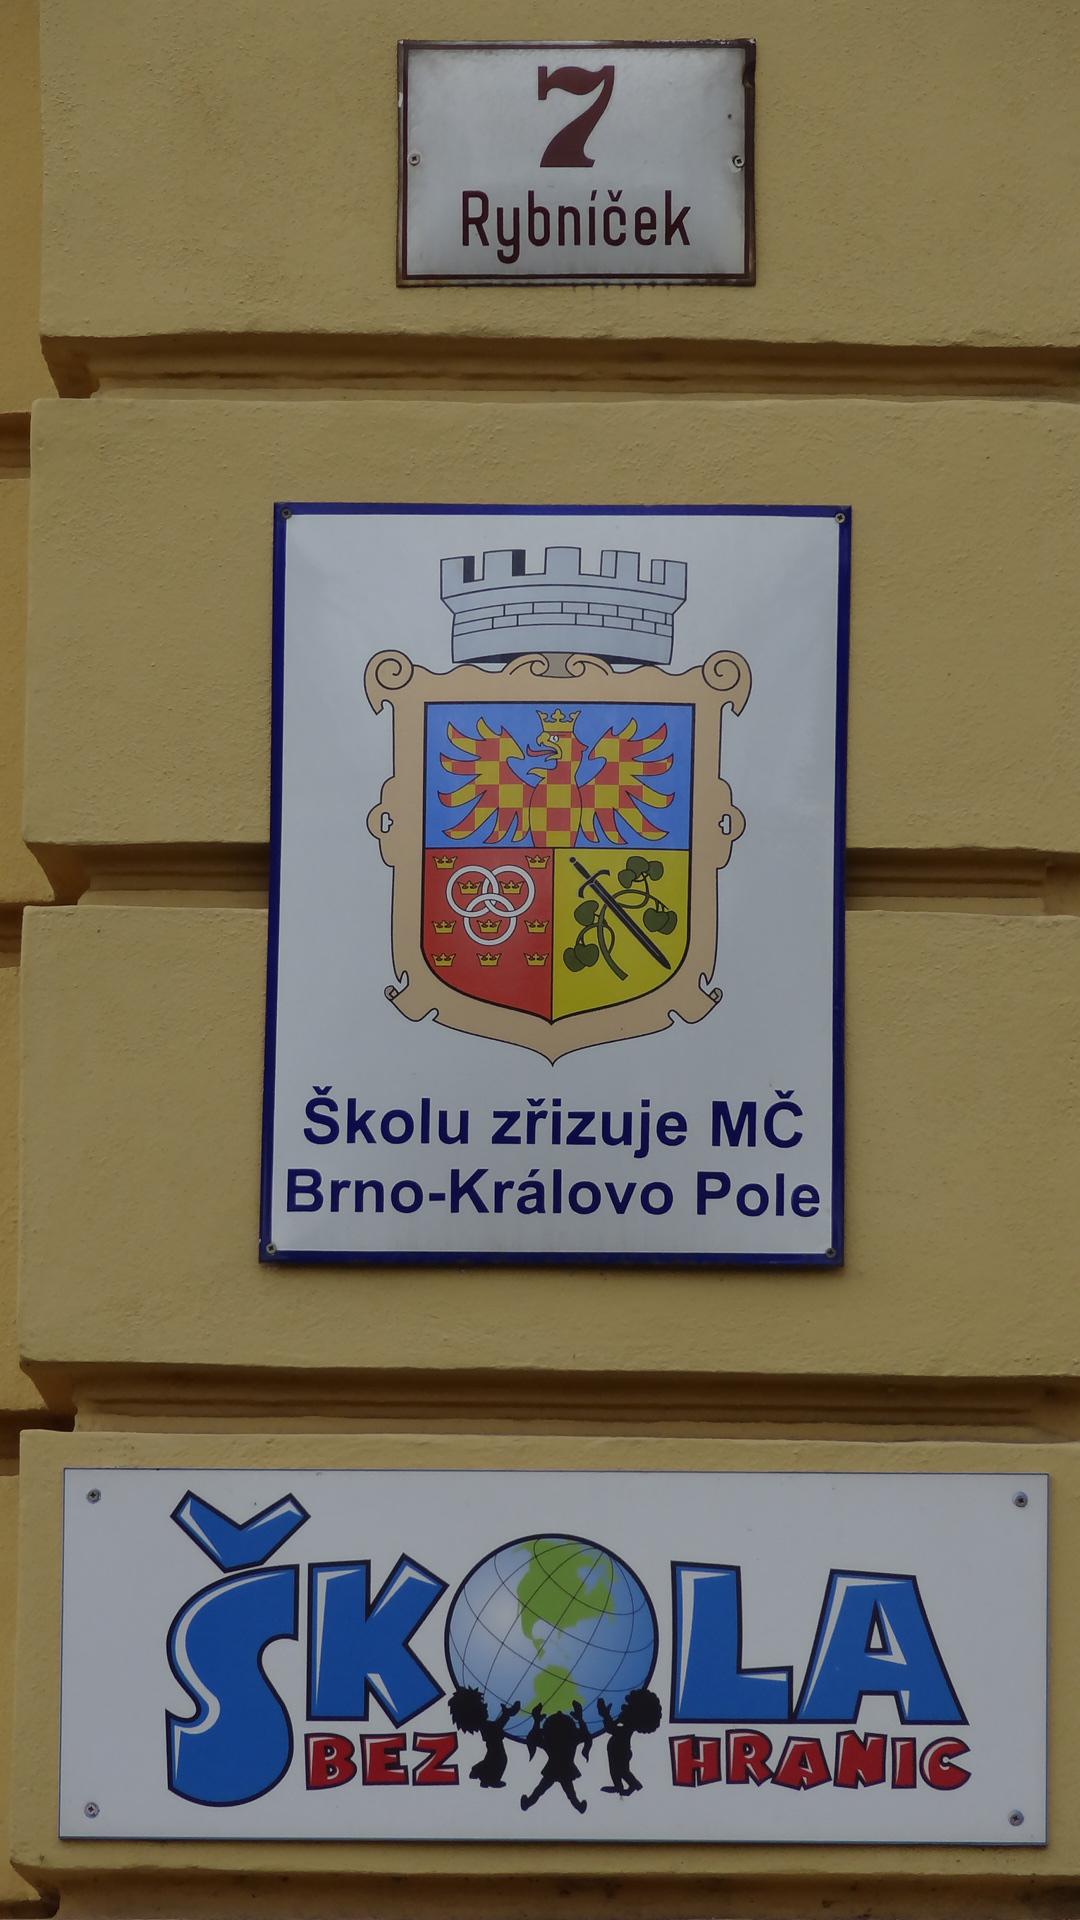 7
Rybníček
Školu zřizuje MČ
Brno-Královo Pole
ŠKOLA
BEZ HRANIC